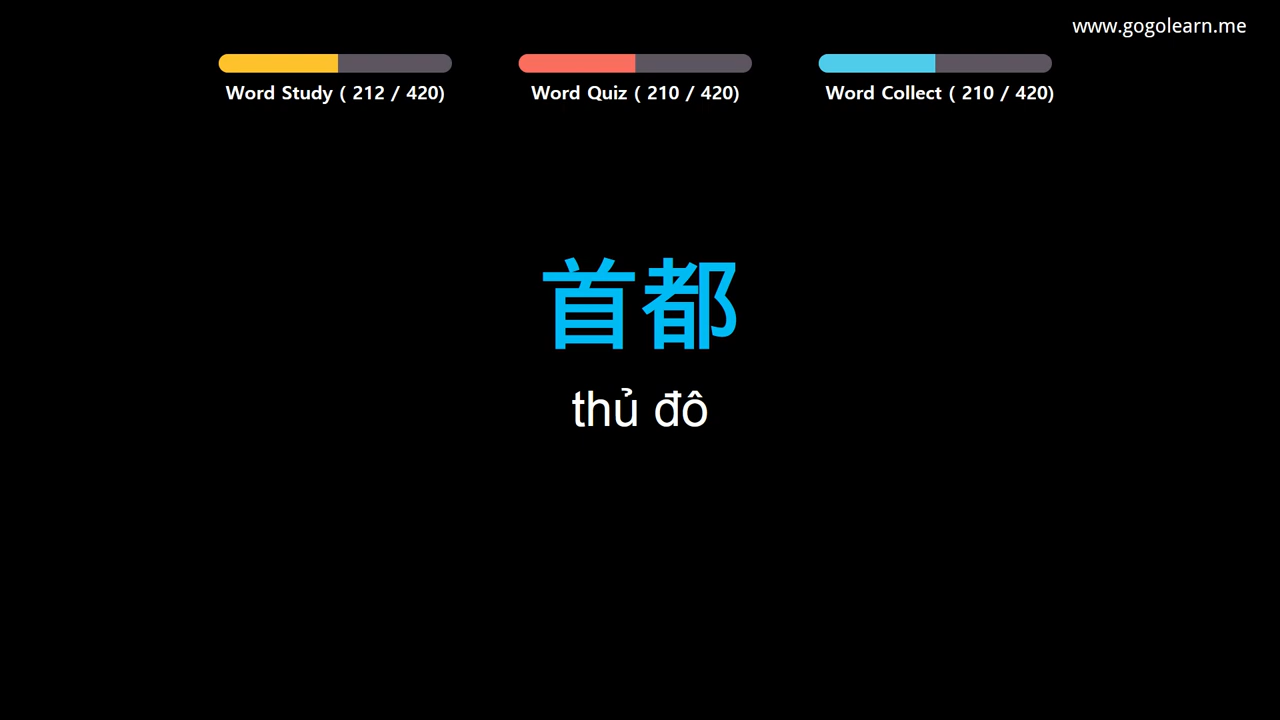 www.gogolearn.me
Word Study ( 212 / 420)
Word Quiz ( 210 / 420)
Word Collect ( 210 / 420)
首都
thủ đô